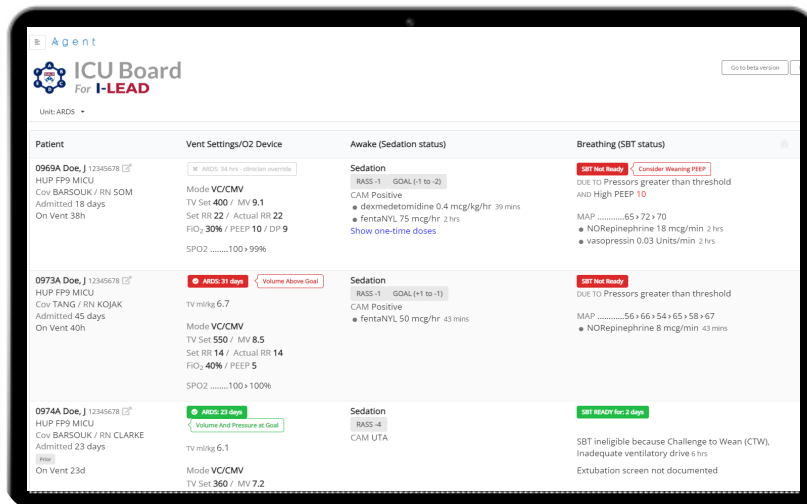 Agent
ICU Board
For I-LEAD
Go to beta version
Unit: ARDS
Patient
Vent Settings/O2 Device
Awake (Sedation status)
Breathing (SBT status)
0969A Doe, J 12345678
HUP FP9 MICU
Cov BARSOUK / RN SOM
Admitted 18 days
On Vent 38h
ARDS: 34 hrs - clinician override
Mode VC/CMV
TV Set 400 / MV 9.1
Set RR 22 / Actual RR 22
FiO2 30% / PEEP 10 / DP 9
SPO2 ........100 › 99%
Sedation
RASS -1 GOAL (-1 to -2)
CAM Positive
dexmedetomidine 0.4 mcg/kg/hr 39 mins
fentaNYL 75 mcg/hr 2 hrs
Show one-time doses
SBT Not Ready
Consider Weaning PEEP
DUE TO Pressors greater than threshold
AND High PEEP 10
MAP ............65 › 72 › 70
NORepinephrine 18 mcg/min 2 hrs
vasopressin 0.03 Units/min 2 hrs
0973A Doe, J 12345678
HUP FP9 MICU
Cov TANG / RN KOJAK
Admitted 45 days
On Vent 40h
ARDS: 31 days
Volume Above Goal
TV ml/kg 6.7
Mode VC/CMV
TV Set 550 / MV 8.5
Set RR 14 / Actual RR 14
FiO2 40% / PEEP 5
SPO2 ........100 › 100%
Sedation
RASS -1 GOAL (+1 to -1)
CAM Positive
fentaNYL 50 mcg/hr 43 mins
SBT Not Ready
DUE TO Pressors greater than threshold
MAP ............56 › 66 › 54 › 65 › 58 › 67
NORepinephrine 8 mcg/min 43 mins
0974A Doe, J 12345678
HUP FP9 MICU
Cov BARSOUK / RN CLARKE
Admitted 23 days
Prior
On Vent 23d
ARDS: 23 days
Volume And Pressure at Goal
TV ml/kg 6.1
Mode VC/CMV
TV Set 360 / MV 7.2
Sedation
RASS -4
CAM UTA
SBT READY for: 2 days
SBT ineligible because Challenge to Wean (CTW),
Inadequate ventilatory drive 6 hrs
Extubation screen not documented